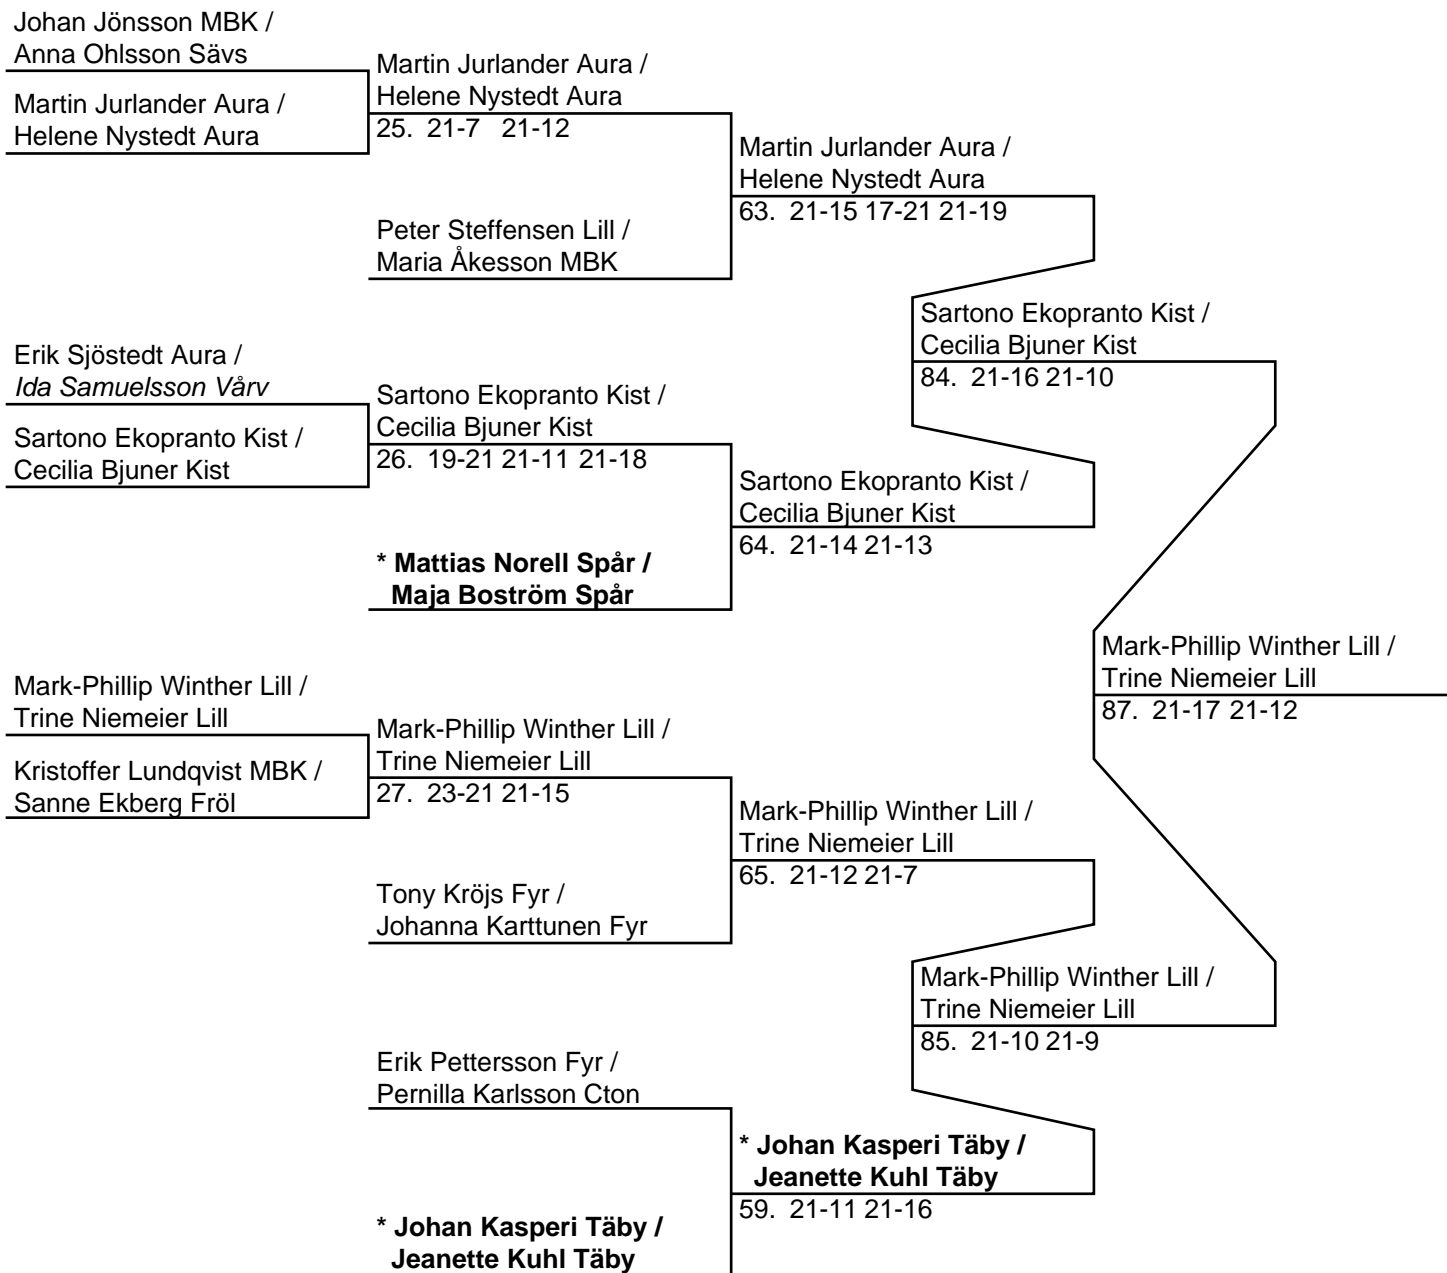 Johan Jönsson MBK /
Anna Ohlsson Sävs
Martin Jurlander Aura /
Helene Nystedt Aura
Martin Jurlander Aura /
Helene Nystedt Aura
25. 21-7 21-12
Peter Steffensen Lill /
Maria Åkesson MBK
Martin Jurlander Aura /
Helene Nystedt Aura
63. 21-15 17-21 21-19
Erik Sjöstedt Aura /
Ida Samuelsson Vårv
Sartono Ekopranto Kist /
Cecilia Bjuner Kist
Sartono Ekopranto Kist /
Cecilia Bjuner Kist
26. 19-21 21-11 21-18
* Mattias Norell Spår /
Maja Boström Spår
Sartono Ekopranto Kist /
Cecilia Bjuner Kist
64. 21-14 21-13
Sartono Ekopranto Kist /
Cecilia Bjuner Kist
84. 21-16 21-10
Mark-Phillip Winther Lill /
Trine Niemeier Lill
Kristoffer Lundqvist MBK /
Sanne Ekberg Fröl
Mark-Phillip Winther Lill /
Trine Niemeier Lill
27. 23-21 21-15
Tony Kröjs Fyr /
Johanna Karttunen Fyr
Mark-Phillip Winther Lill /
Trine Niemeier Lill
65. 21-12 21-7
Erik Pettersson Fyr /
Pernilla Karlsson Cton
* Johan Kasperi Täby /
Jeanette Kuhl Täby
* Johan Kasperi Täby /
Jeanette Kuhl Täby
59. 21-11 21-16
Mark-Phillip Winther Lill /
Trine Niemeier Lill
85. 21-10 21-9
Mark-Phillip Winther Lill /
Trine Niemeier Lill
87. 21-17 21-12